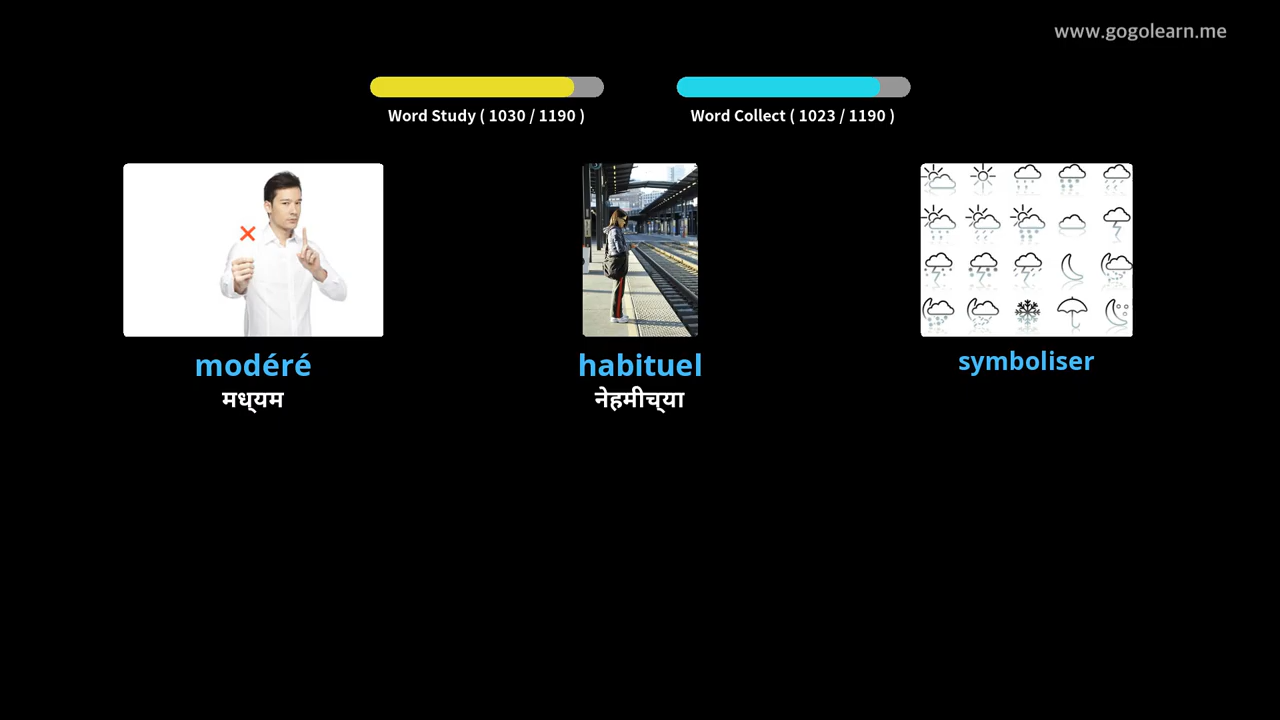 www.gogolearn.me
Word Study ( 1030 / 1190 )
Word Collect ( 1023 / 1190 )
modéré
habituel
symboliser
मध्यम
नेहमीच्या